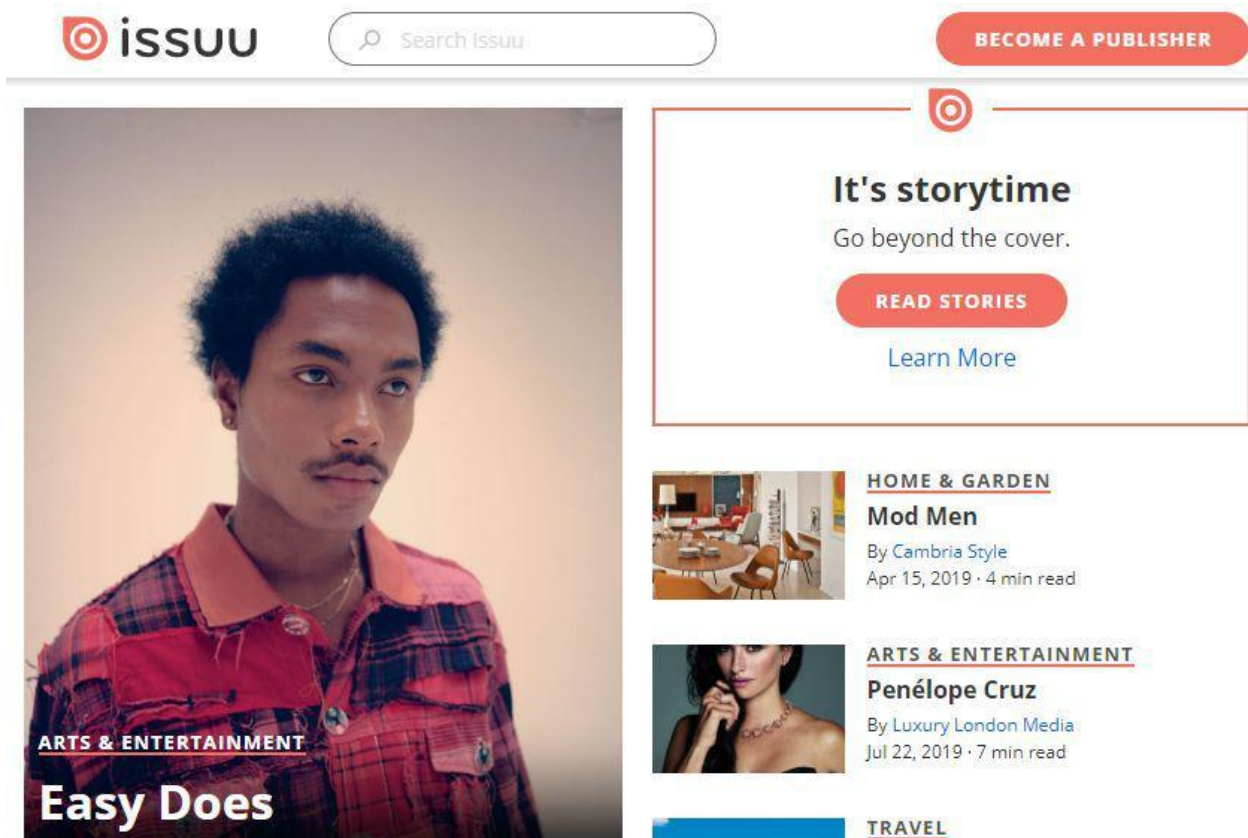 issuu
Search Issuu
BECOME A PUBLISHER
ARTS & ENTERTAINMENT
Easy Does
It's storytime
Go beyond the cover.
READ STORIES
Learn More
HOME & GARDEN
Mod Men
By Cambria Style
Apr 15, 2019 · 4 min read
ARTS & ENTERTAINMENT
Penélope Cruz
By Luxury London Media
Jul 22, 2019 · 7 min read
TRAVEL